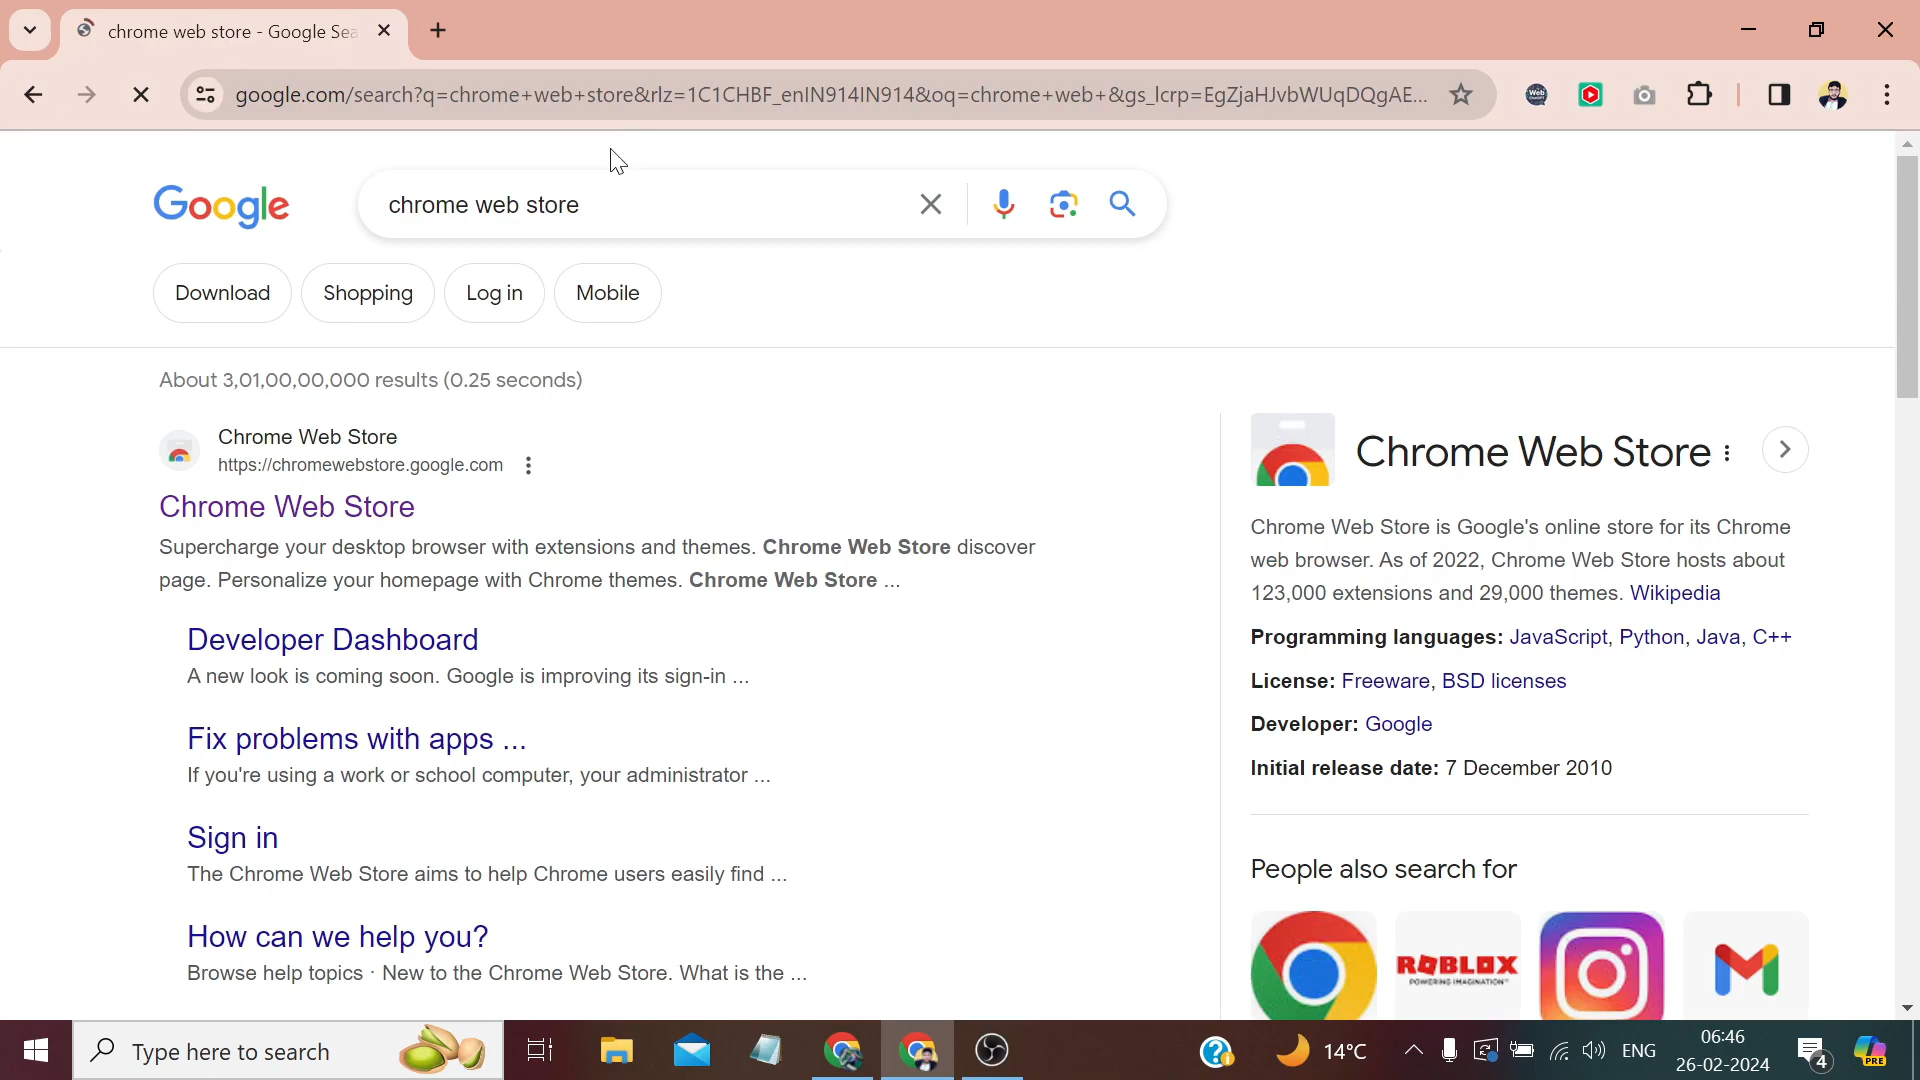 chrome web store - Google Sea
google.com/search?q=chrome+web+store&rlz=1C1CHBF_enIN914IN914&oq=chrome+web+&gs_lcrp=EgZjaHJvbWUqDQgAE...
Web
Google
chrome web store
Download
Shopping
Log in
Mobile
About 3,01,00,00,000 results (0.25 seconds)
Chrome Web Store
https://chromewebstore.google.com
Chrome Web Store
Supercharge your desktop browser with extensions and themes. Chrome Web Store discover
page. Personalize your homepage with Chrome themes. Chrome Web Store ...
Developer Dashboard
A new look is coming soon. Google is improving its sign-in ...
Fix problems with apps ...
If you're using a work or school computer, your administrator ...
Sign in
The Chrome Web Store aims to help Chrome users easily find ...
How can we help you?
Browse help topics · New to the Chrome Web Store. What is the ...
Chrome Web Store
Chrome Web Store is Google's online store for its Chrome
web browser. As of 2022, Chrome Web Store hosts about
123,000 extensions and 29,000 themes. Wikipedia
Programming languages: JavaScript, Python, Java, C++
License: Freeware, BSD licenses
Developer: Google
Initial release date: 7 December 2010
People also search for
ROBLOX
POWERING IMAGINATION™
Type here to search
14°C
ENG
06:46
26-02-2024
4
PRE